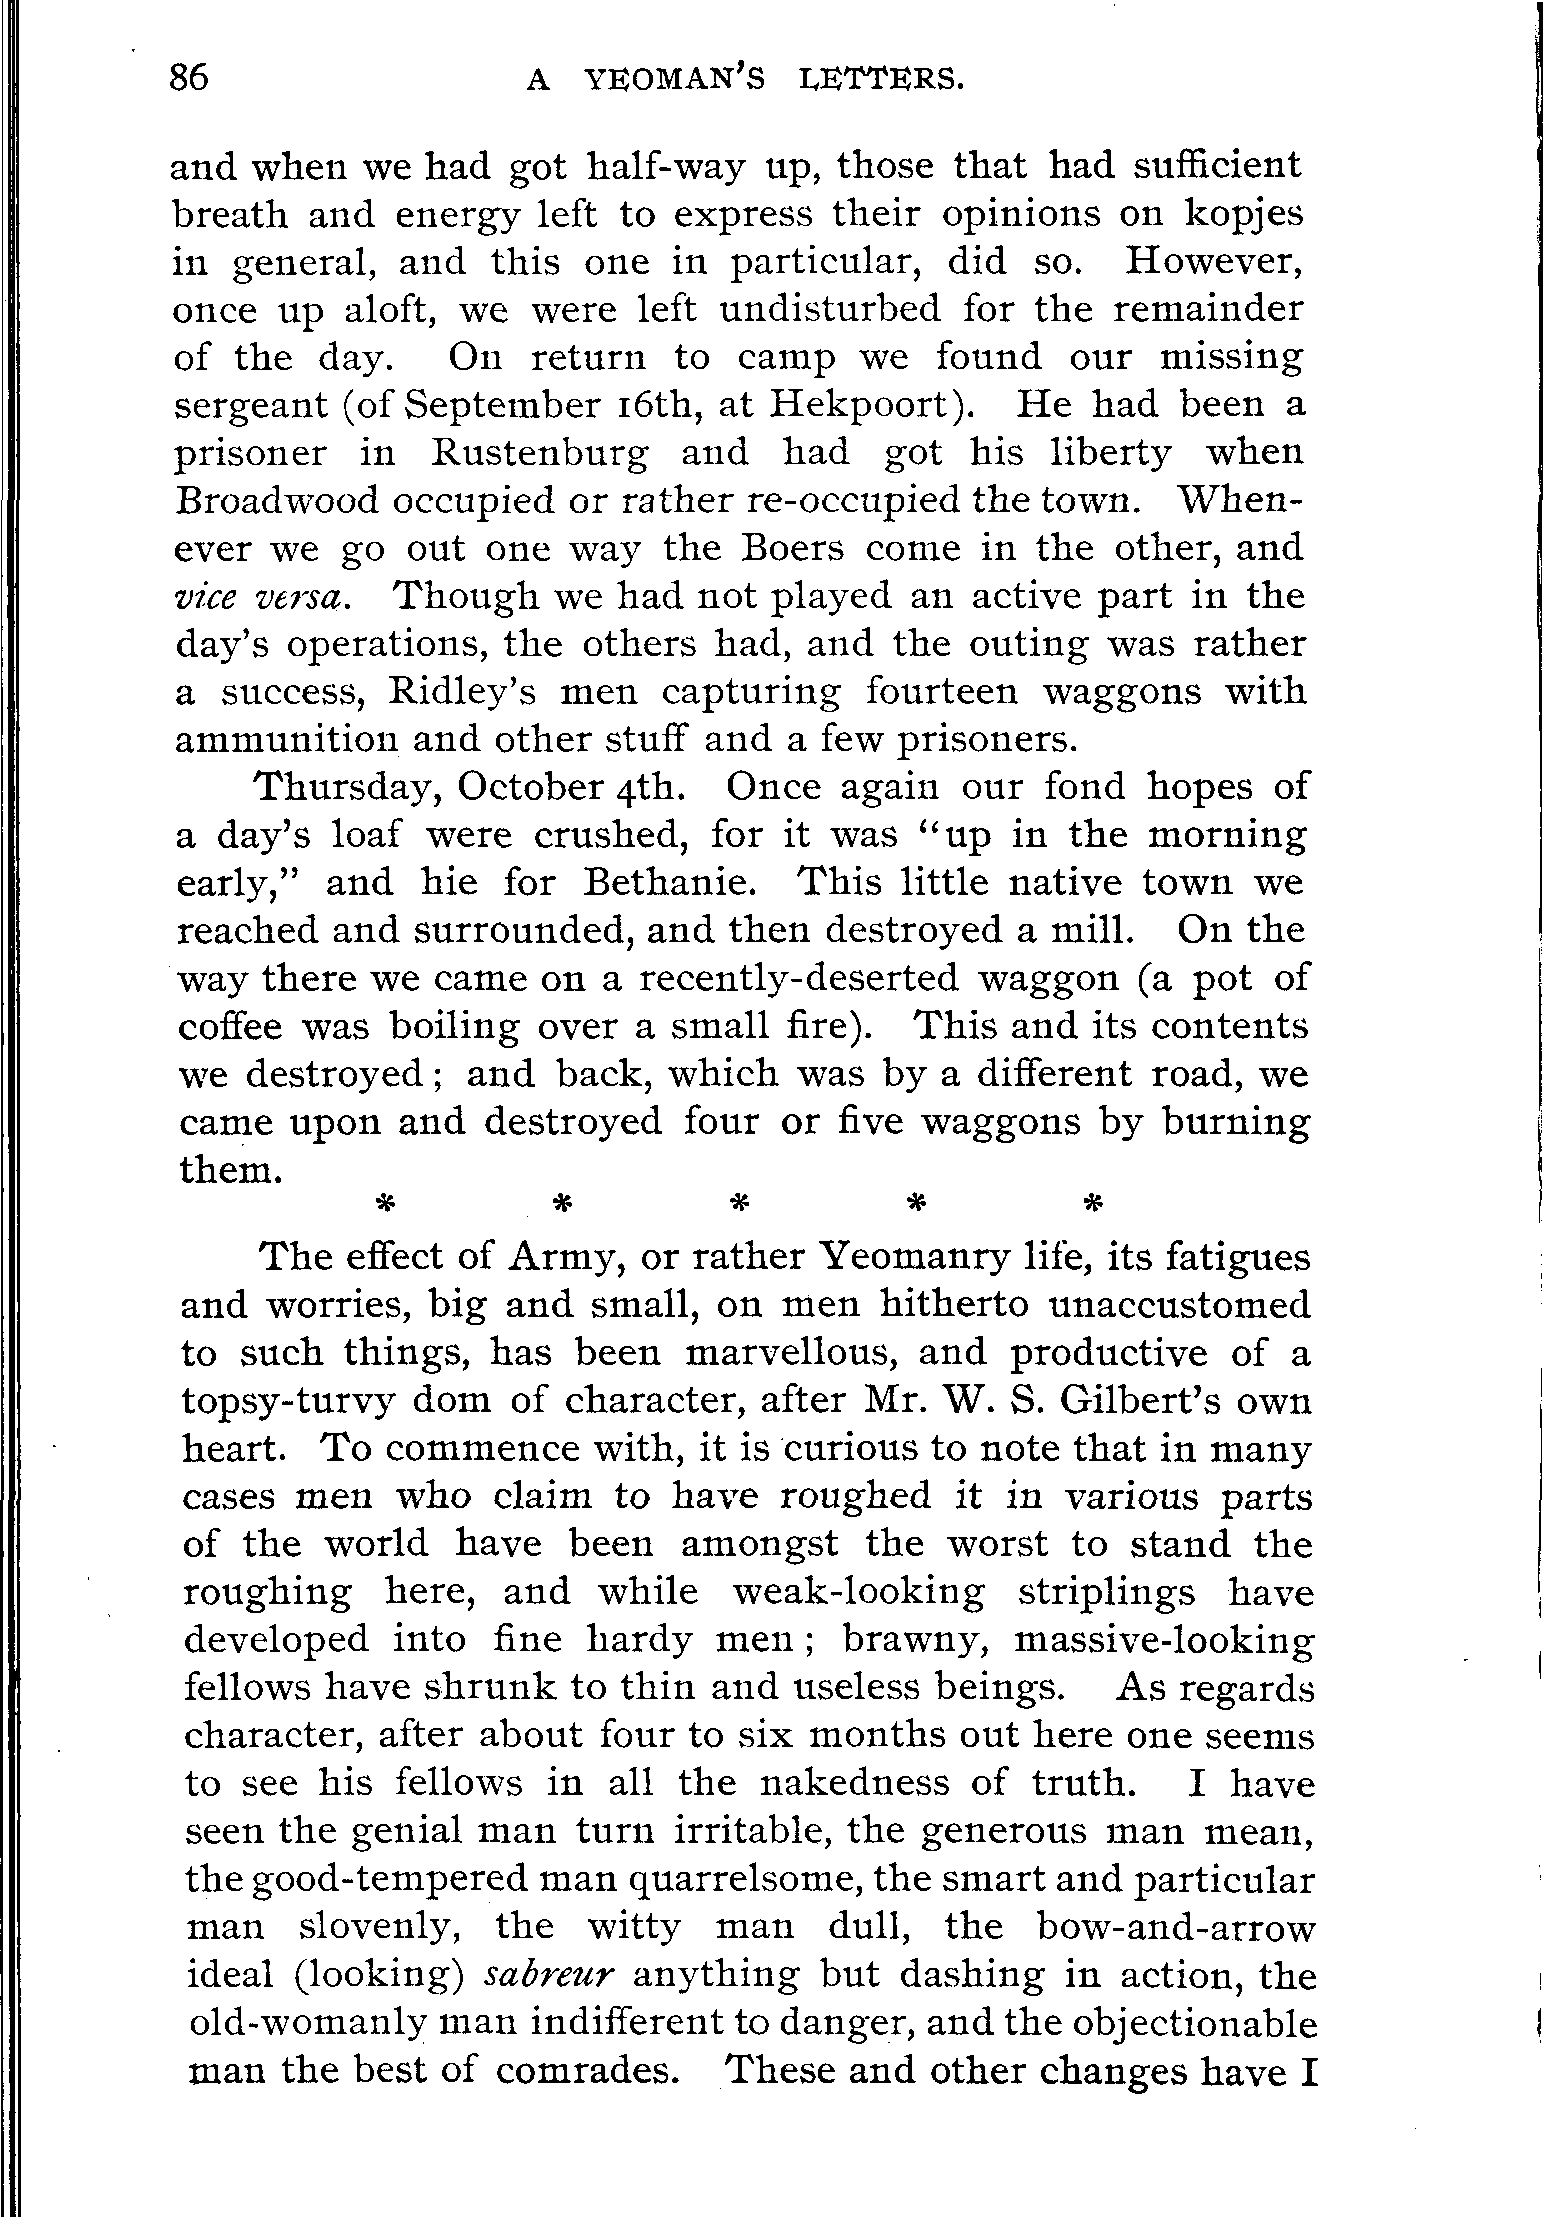 86 A YEOMAN'S LETTERS.
and when we had got half-way up, those that had sufficient
breath and energy left to express their opinions on kopjes
in general, and this one in particular, did so. However,
once up aloft, we were left undisturbed for the remainder
of the day. On return to camp we found our missing
sergeant (of September 16th, at Hekpoort). He had been a
prisoner in Rustenburg and had got his liberty when
Broadwood occupied or rather re-occupied the town. When-
ever we go out one way the Boers come in the other, and
vice versa. Though we had not played an active part in the
day's operations, the others had, and the outing was rather
a success, Ridley's men capturing fourteen waggons with
ammunition and other stuff and a few prisoners.
Thursday, October 4th. Once again our fond hopes of
a day's loaf were crushed, for it was “up in the morning
early,” and hie for Bethanie. This little native town we
reached and surrounded, and then destroyed a mill. On the
way there we came on a recently-deserted waggon (a pot of
coffee was boiling over a small fire). This and its contents
we destroyed; and back, which was by a different road, we
came upon and destroyed four or five waggons by burning
them.
* * * * *
The effect of Army, or rather Yeomanry life, its fatigues
and worries, big and small, on men hitherto unaccustomed
to such things, has been marvellous, and productive of a
topsy-turvy dom of character, after Mr. W. S. Gilbert's own
heart. To commence with, it is curious to note that in many
cases men who claim to have roughed it in various parts
of the world have been amongst the worst to stand the
roughing here, and while weak-looking striplings have
developed into fine hardy men; brawny, massive-looking
fellows have shrunk to thin and useless beings. As regards
character, after about four to six months out here one seems
to see his fellows in all the nakedness of truth. I have
seen the genial man turn irritable, the generous man mean,
the good-tempered man quarrelsome, the smart and particular
man slovenly, the witty man dull, the bow-and-arrow
ideal (looking) sabreur anything but dashing in action, the
old-womanly man indifferent to danger, and the objectionable
man the best of comrades. These and other changes have I